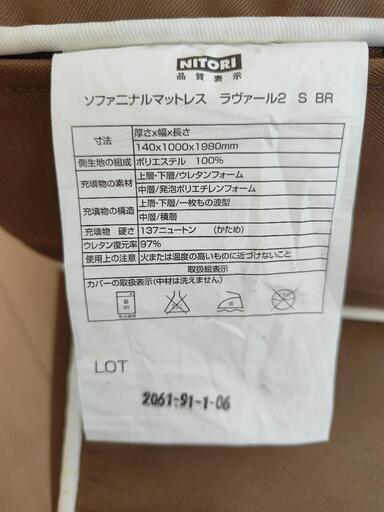 NITORI
品質表示
ソファニナルマットレス ラヴァール2 S BR
寸法 厚さx幅x長さ
140x1000x1980mm
側生地の組成 ポリエステル 100%
充填物の素材 上層・下層/ウレタンフォーム
中層/発泡ポリエチレンフォーム
充填物の構造 上層・下層/一枚もの波型
中層/積層
充填物 硬さ 137ニュートン (かため)
ウレタン復元率 97%
使用上の注意 火または温度の高いものに近づけないこと
取扱絵表示
カバーの取扱表示(中材は洗えません)
LOT
2061-91-1-06